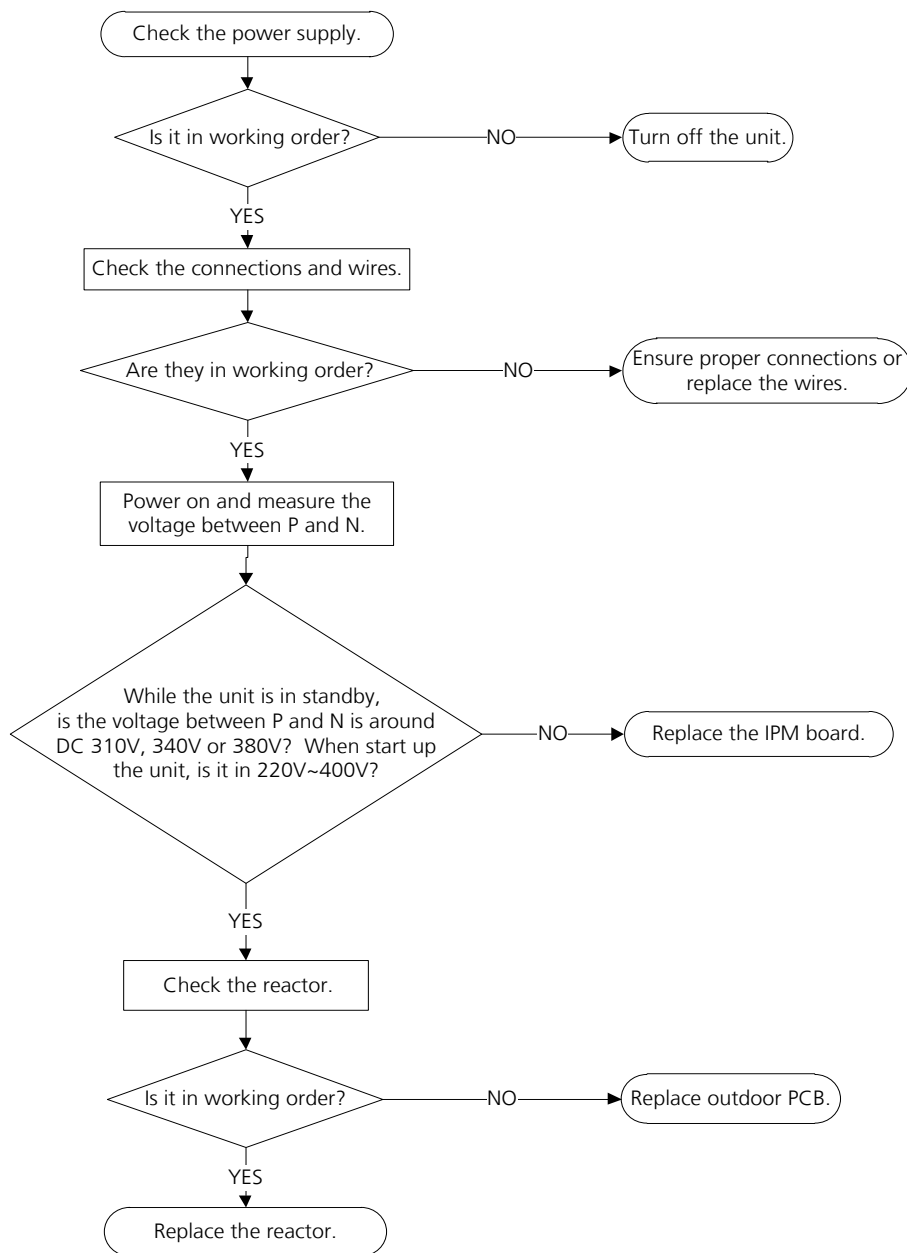 Check the power supply.
Is it in working order?
NO
Turn off the unit.
YES
Check the connections and wires.
Are they in working order?
NO
Ensure proper connections or
replace the wires.
YES
Power on and measure the
voltage between P and N.
While the unit is in standby,
is the voltage between P and N is around
DC 310V, 340V or 380V? When start up
the unit, is it in 220V~400V?
NO
Replace the IPM board.
YES
Check the reactor.
Is it in working order?
NO
Replace outdoor PCB.
YES
Replace the reactor.